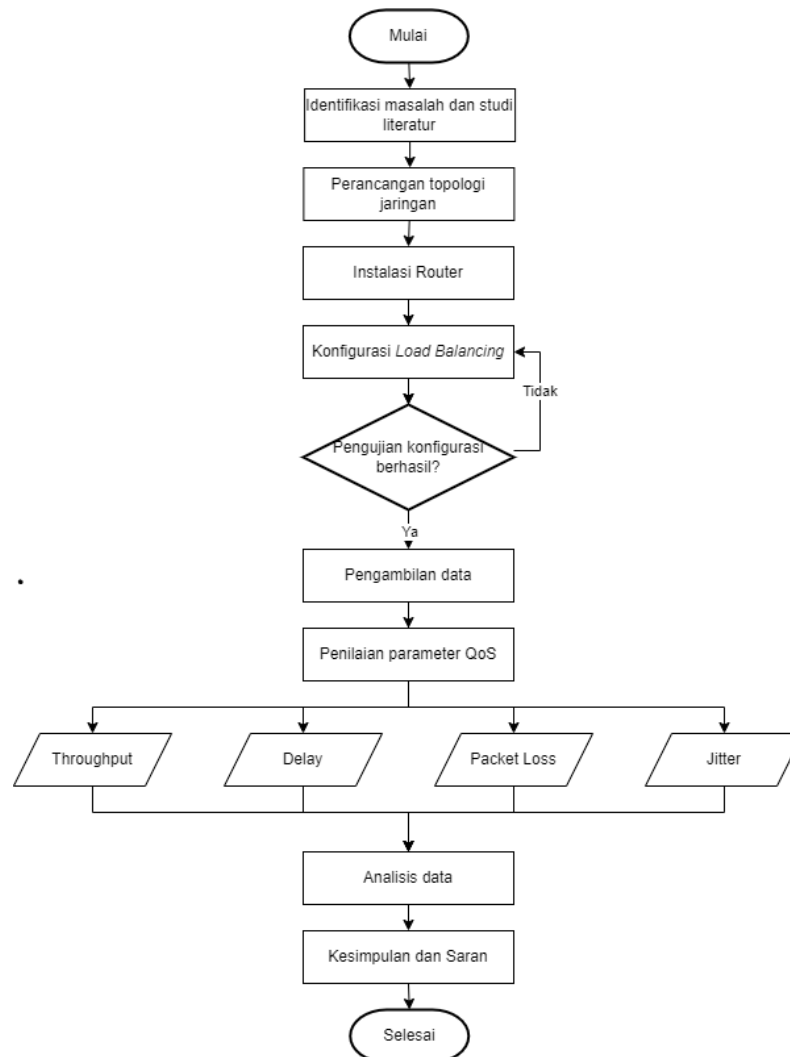 Mulai
Identifikasi masalah dan studi
literatur
Perancangan topologi
jaringan
Instalasi Router
Konfigurasi Load Balancing
Tidak
Pengujian konfigurasi
berhasil?
Ya
Pengambilan data
Penilaian parameter QoS
Throughput
Delay
Packet Loss
Jitter
Analisis data
Kesimpulan dan Saran
Selesai